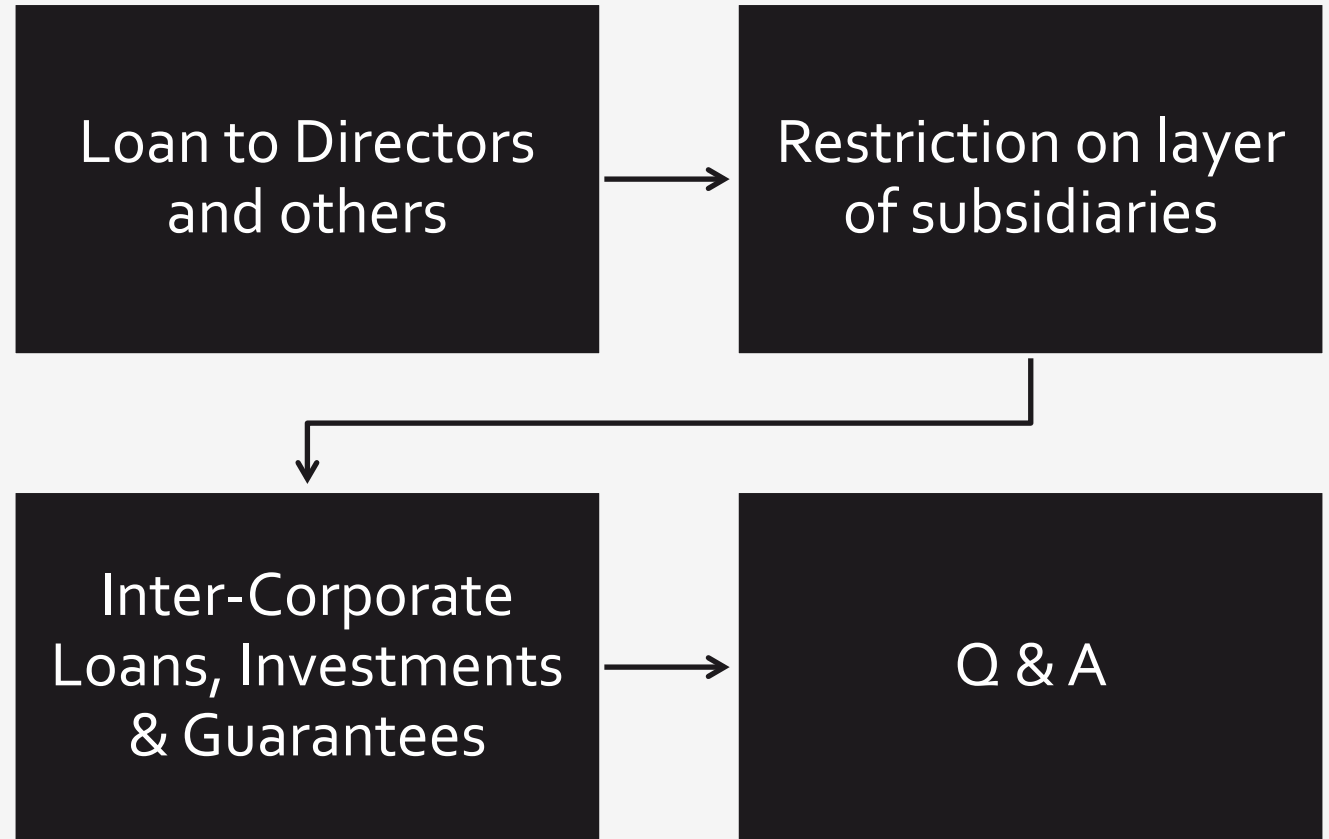 Loan to Directors
and others
Restriction on layer
of subsidiaries
Inter-Corporate
Loans, Investments
& Guarantees
Q & A